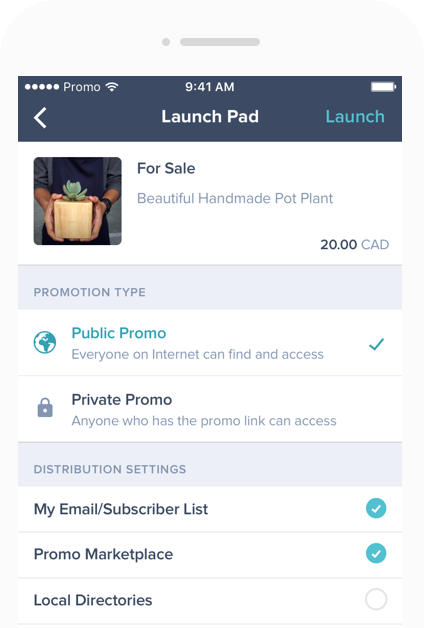 Promo 9:41 AM
Launch Pad Launch
For Sale
Beautiful Handmade Pot Plant
20.00 CAD
PROMOTION TYPE
Public Promo
Everyone on Internet can find and access
Private Promo
Anyone who has the promo link can access
DISTRIBUTION SETTINGS
My Email/Subscriber List
Promo Marketplace
Local Directories